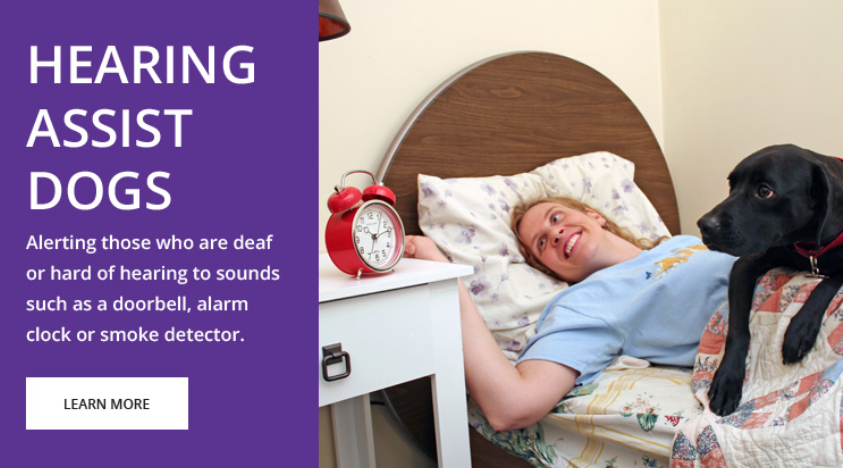 HEARING
ASSIST
DOGS
Alerting those who are deaf
or hard of hearing to sounds
such as a doorbell, alarm
clock or smoke detector.
LEARN MORE